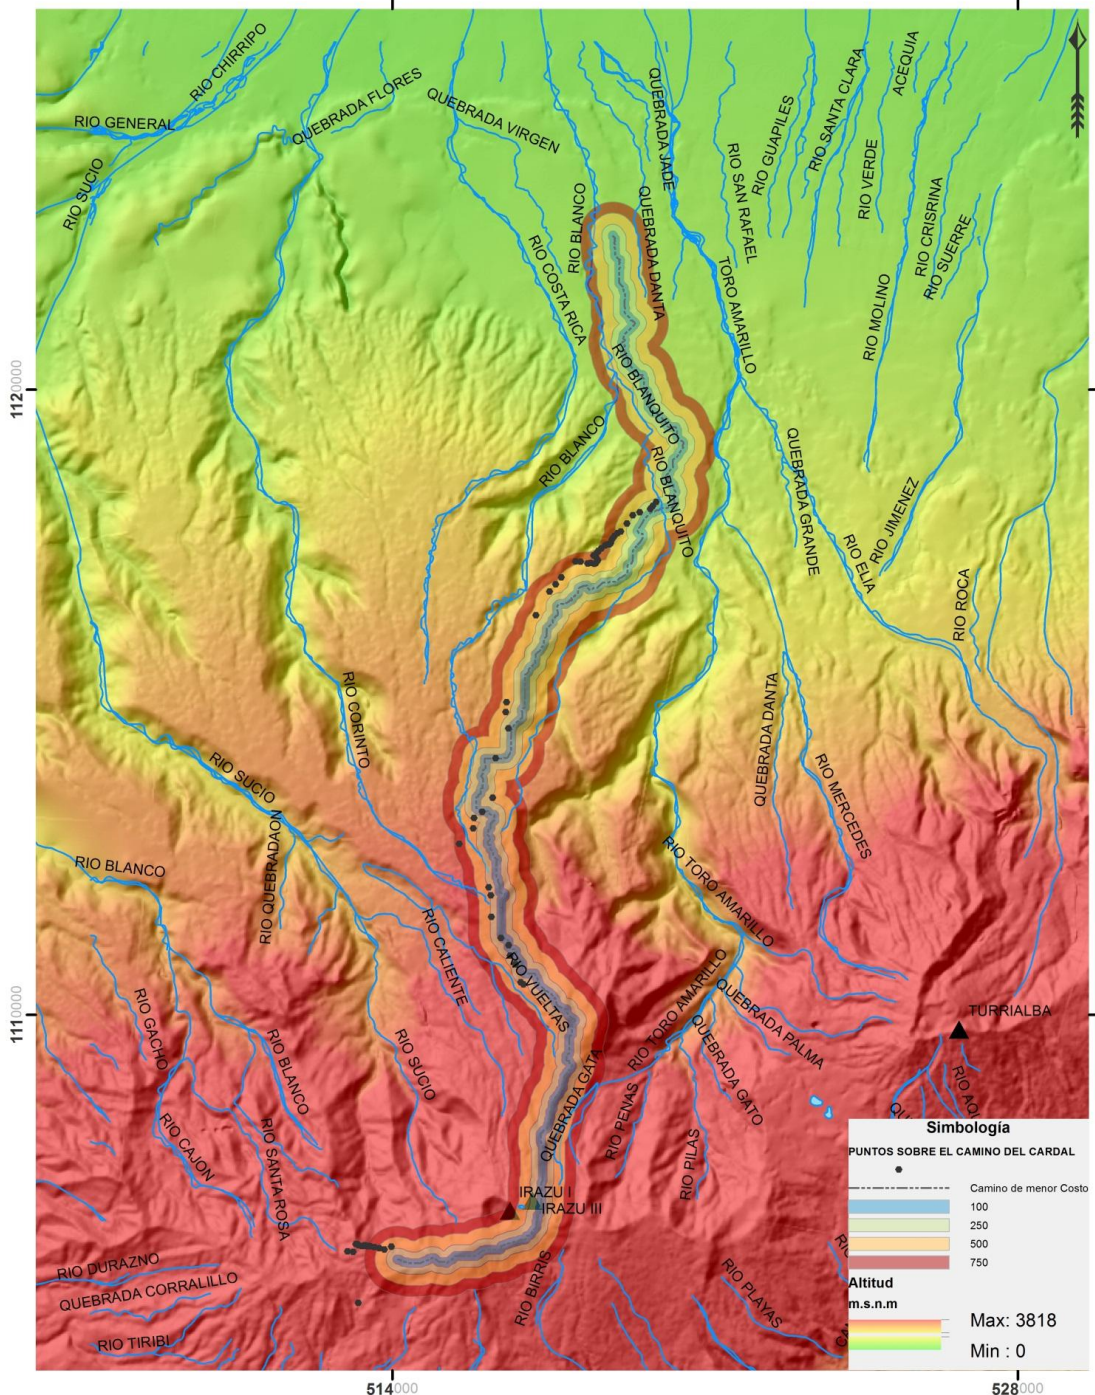 RIO CHIRRIPO
RIO GENERAL
QUEBRADA FLORES
QUEBRADA VIRGEN
QUEBRADA JADE
RIO SAN RAFAEL
RIO GUAPILES
RIO SANTA CLARA
ACEQUIA
RIO VERDE
RIO CRISRINA
RIO SUERRE
RIO SUCIO
RIO BLANCO
QUEBRADA DANTA
RIO COSTA RICA
TORO AMARILLO
RIO MOLINO
1120000
RIO BLANQUITO
RIO BLANCO
RIO BLANQUITO
QUEBRADA GRANDE
RIO JIMENEZ
RIO ELIA
RIO ROCA
RIO CORINTO
QUEBRADA DANTA
RIO MERCEDES
RIO SUCIO
RIO QUEBRADAON
RIO BLANCO
RIO TORO AMARILLO
RIO CALIENTE
RIO VUELTAS
RIO TORO AMARILLO
QUEBRADA PALMA
TURRIALBA
1110000
RIO GACHO
RIO BLANCO
RIO SUCIO
QUEBRADA GATA
QUEBRADA GATO
RIO PENAS
RIO PILAS
RIO CAJON
RIO SANTA ROSA
IRAZU I
IRAZU III
RIO BIRRIS
RIO PLAYAS
RIO DURAZNO
QUEBRADA CORRALILLO
RIO TIRIBI
Simbología
PUNTOS SOBRE EL CAMINO DEL CARDAL
Camino de menor Costo
100
250
500
750
Altitud
m.s.n.m
Max: 3818
Min : 0
514000
528000